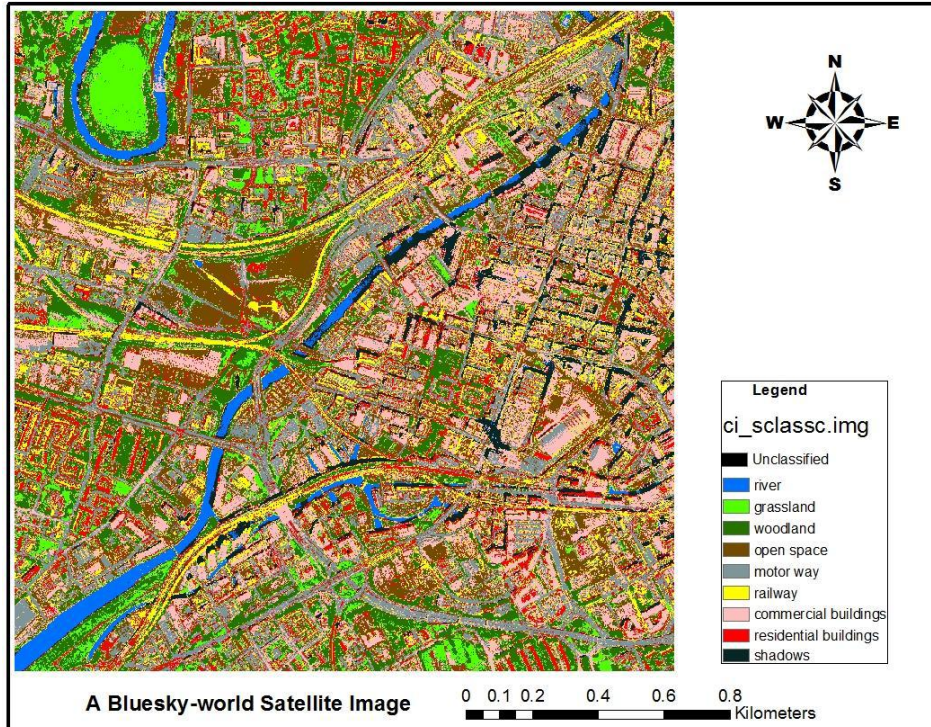 N
W E
S
Legend
ci_sclassc.img
Unclassified
river
grassland
woodland
open space
motor way
railway
commercial buildings
residential buildings
shadows
A Bluesky-world Satellite Image
0 0.1 0.2 0.4 0.6 0.8
Kilometers